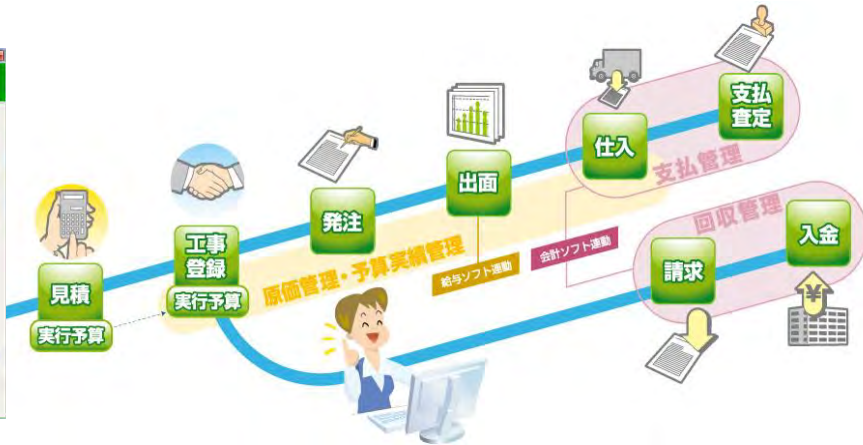 見積
実行予算
工事
登録
実行予算
発注
出面
仕入
支払
査定
支払管理
原価管理・予算実績管理
給与ソフト連動
会計ソフト連動
回収管理
請求
入金
¥